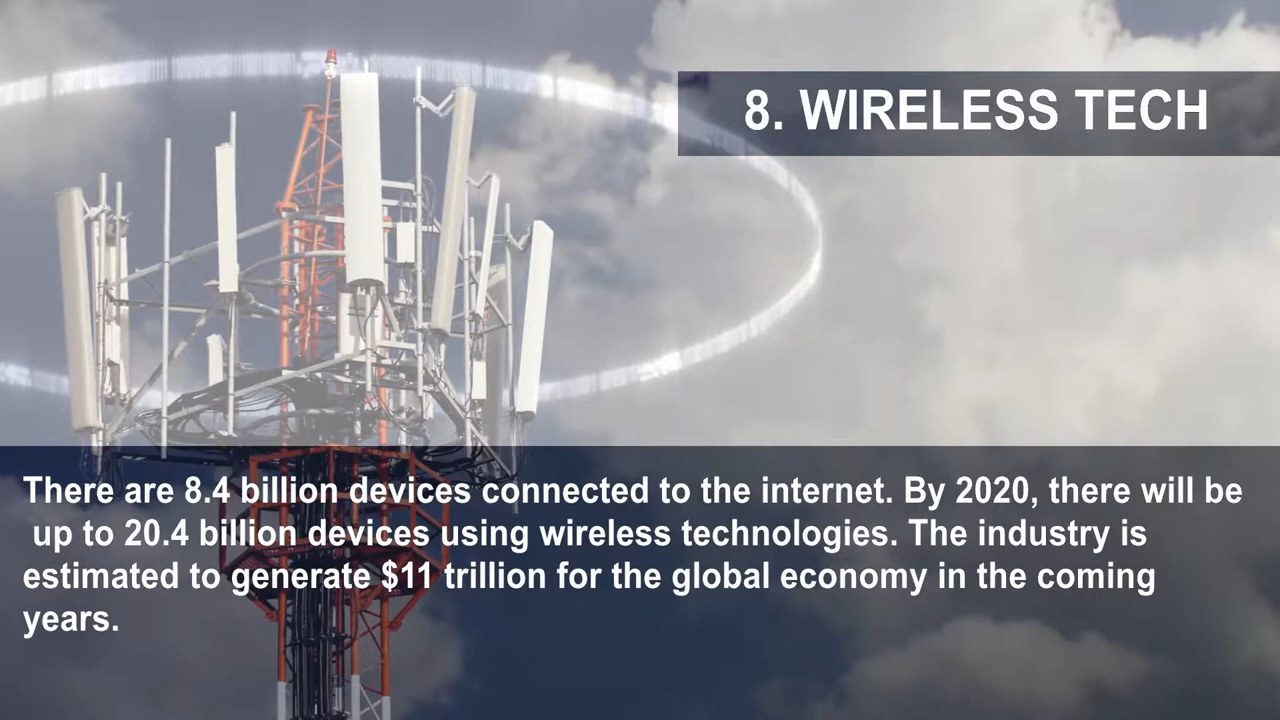 8. WIRELESS TECH
There are 8.4 billion devices connected to the internet. By 2020, there will be
up to 20.4 billion devices using wireless technologies. The industry is
estimated to generate $11 trillion for the global economy in the coming
years.